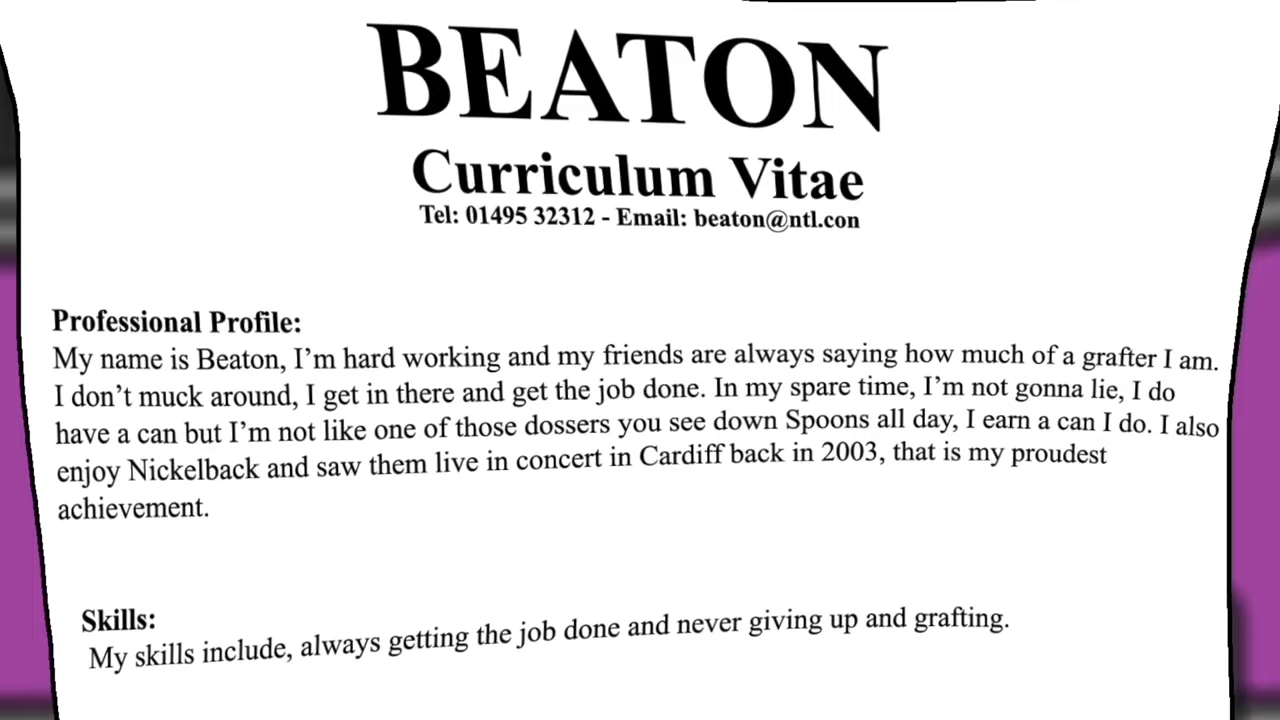 BEATON
Curriculum Vitae
Tel: 01495 32312 - Email: beaton@ntl.con
Professional Profile:
My name is Beaton, I'm hard working and my friends are always saying how much of a grafter I am.
I don't muck around, I get in there and get the job done. In my spare time, I'm not gonna lie, I do
have a can but I'm not like one of those dossers you see down Spoons all day, I earn a can I do. I also
enjoy Nickelback and saw them live in concert in Cardiff back in 2003, that is my proudest
achievement.
Skills:
My skills include, always getting the job done and never giving up and grafting.